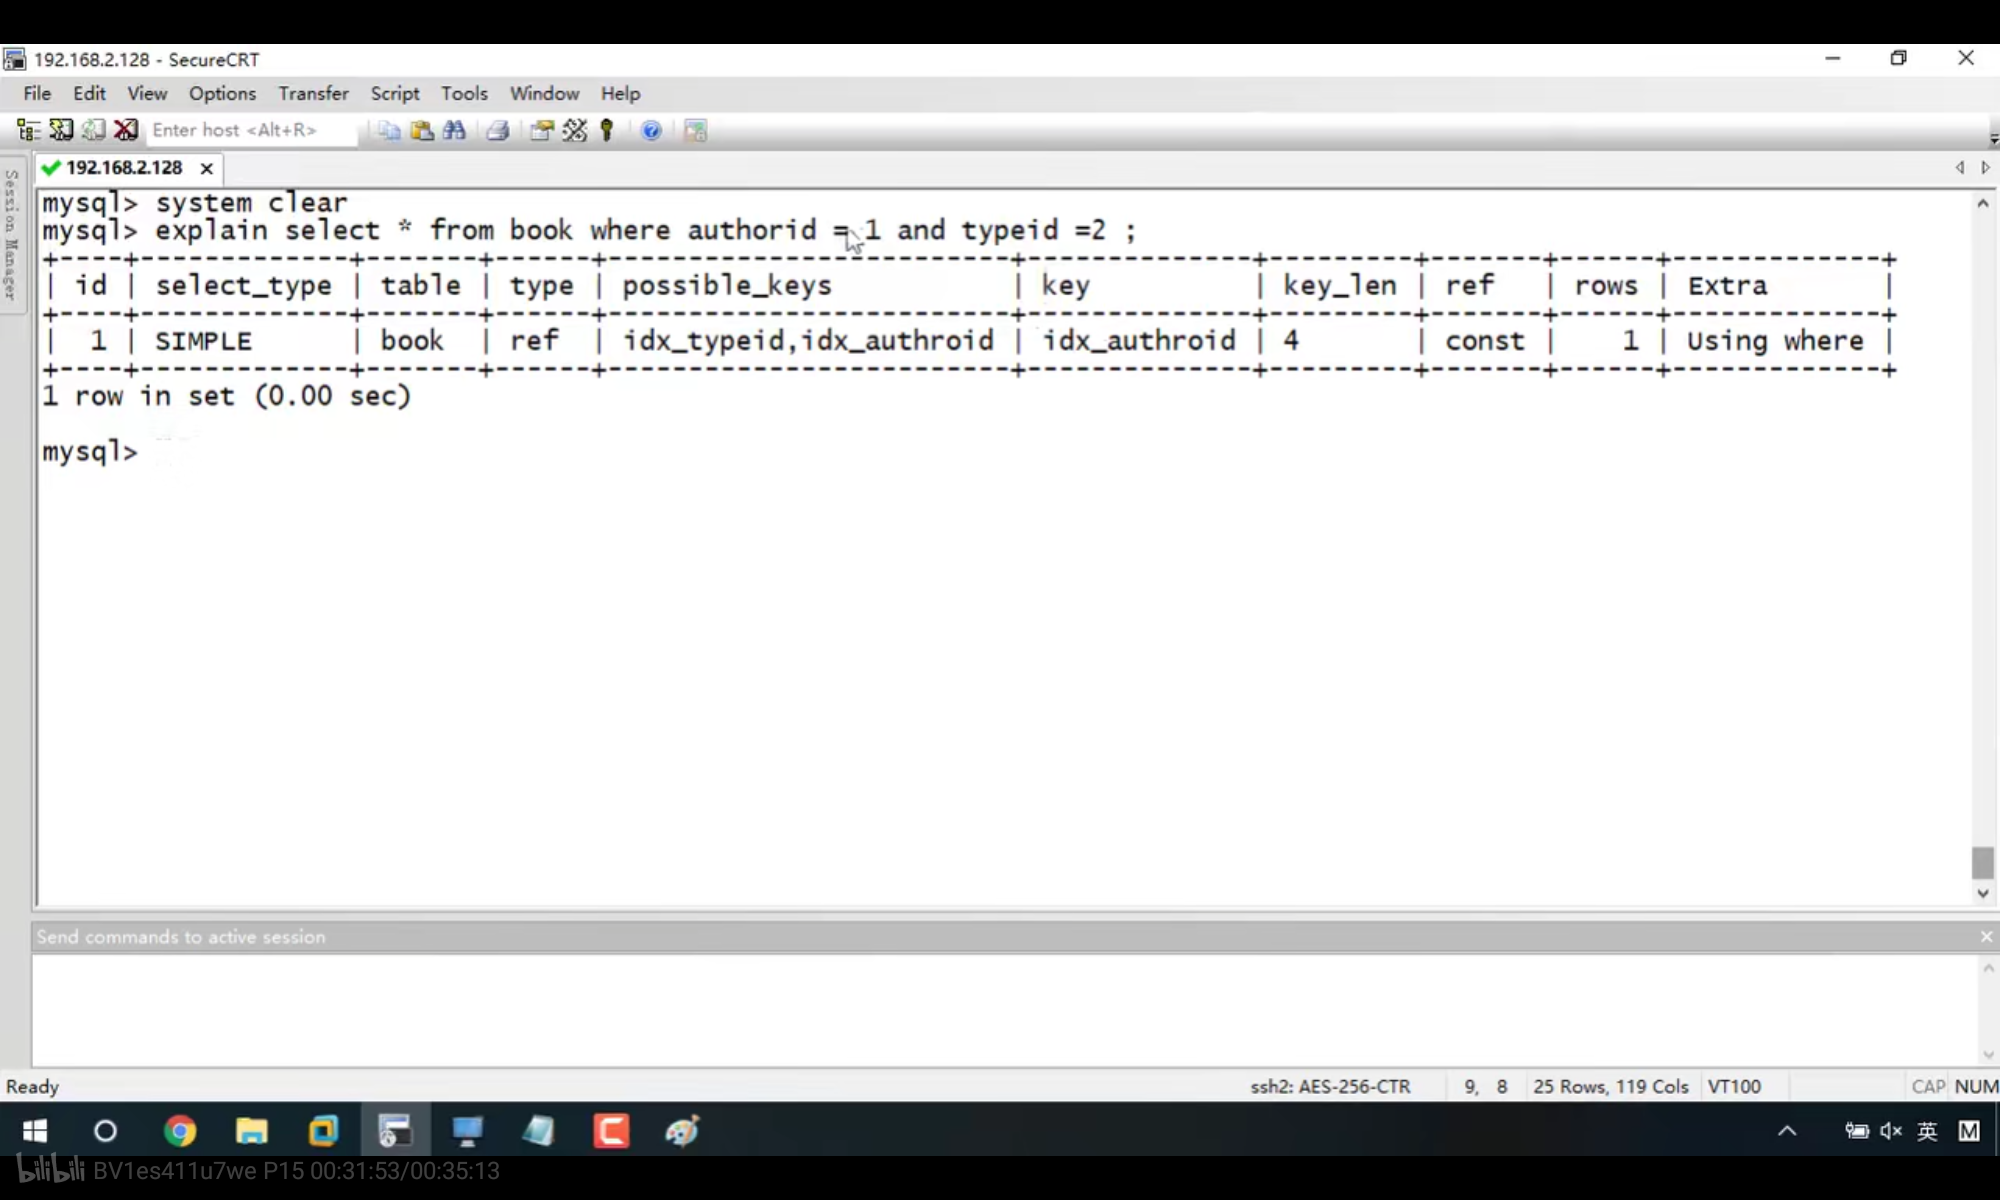 192.168.2.128 - SecureCRT
File Edit View Options Transfer Script Tools Window Help
Enter host <Alt+R>
192.168.2.128
Session Manager
mysql> system clear
mysql> explain select * from book where authorid = 1 and typeid =2 ;
+----+-------------+-------+------+------------------------+--------------+---------+-------+------+-------------+
| id | select_type | table | type | possible_keys | key | key_len | ref | rows | Extra |
+----+-------------+-------+------+------------------------+--------------+---------+-------+------+-------------+
| 1 | SIMPLE | book | ref | idx_typeid,idx_authroid | idx_authroid | 4 | const | 1 | Using where |
+----+-------------+-------+------+------------------------+--------------+---------+-------+------+-------------+
1 row in set (0.00 sec)
mysql>
Send commands to active session
Ready ssh2: AES-256-CTR 9, 8 25 Rows, 119 Cols VT100 CAP NUM
英 M
bilibili BV1es411u7we P15 00:31:53/00:35:13